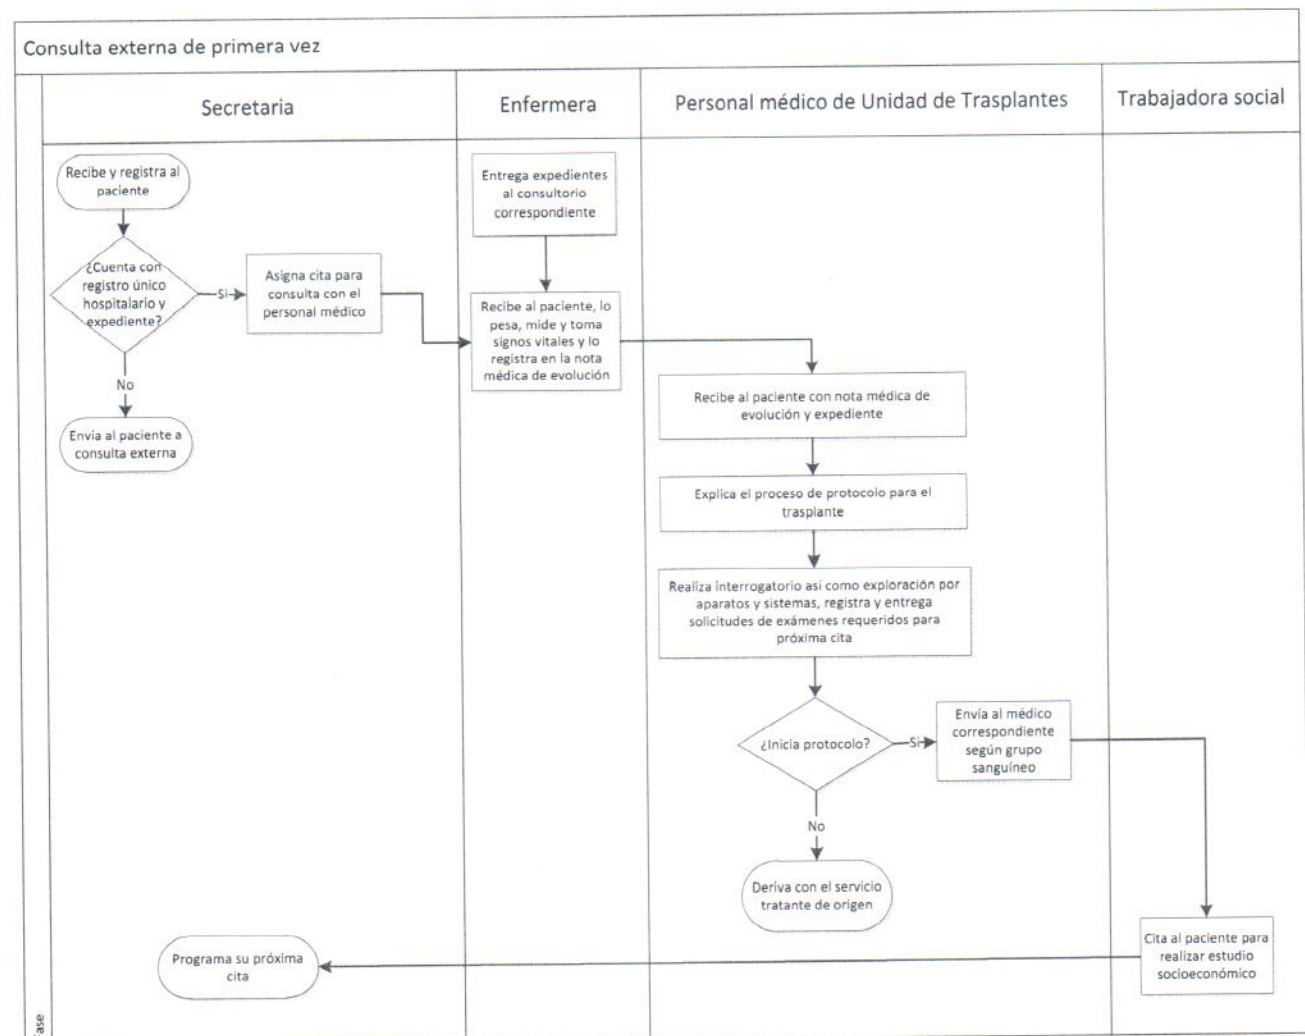 Consulta externa de primera vez
Secretaria
Enfermera
Personal médico de Unidad de Trasplantes
Trabajadora social
Recibe y registra al
paciente
¿Cuenta con
registro único
hospitalario y
expediente?
Si
Asigna cita para
consulta con el
personal médico
No
Envia al paciente a
consulta externa
Entrega expedientes
al consultorio
correspondiente
Recibe al paciente, lo
pesa, mide y toma
signos vitales y lo
registra en la nota
médica de evolución
Recibe al paciente con nota médica de
evolución y expediente
Explica el proceso de protocolo para el
trasplante
Realiza interrogatorio así como exploración por
aparatos y sistemas, registra y entrega
solicitudes de exámenes requeridos para
próxima cita
¿Inicia protocolo?
Si
Envía al médico
correspondiente
según grupo
sanguíneo
No
Deriva con el servicio
tratante de origen
Cita al paciente para
realizar estudio
socioeconómico
Programa su próxima
cita
Fase